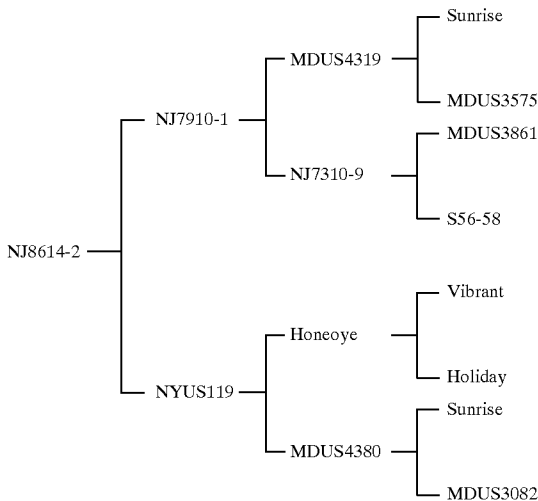 Sunrise
MDUS4319
MDUS3575
NJ7910-1
MDUS3861
NJ7310-9
S56-58
NJ8614-2
Vibrant
Honeoye
Holiday
NYUS119
Sunrise
MDUS4380
MDUS3082